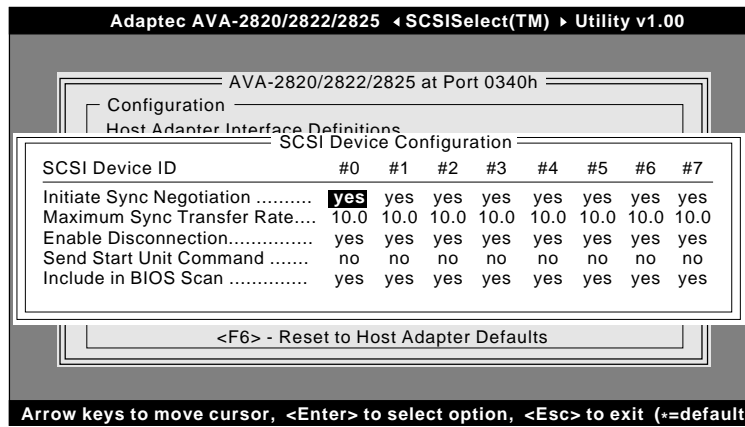 Adaptec AVA-2820/2822/2825 ◂ SCSISelect(TM) ▸ Utility v1.00
AVA-2820/2822/2825 at Port 0340h
Configuration
Host Adapter Interface Definitions
SCSI Device Configuration
SCSI Device ID #0 #1 #2 #3 #4 #5 #6 #7
Initiate Sync Negotiation .......... yes yes yes yes yes yes yes yes
Maximum Sync Transfer Rate.... 10.0 10.0 10.0 10.0 10.0 10.0 10.0 10.0
Enable Disconnection............... yes yes yes yes yes yes yes yes
Send Start Unit Command ....... no no no no no no no no
Include in BIOS Scan .............. yes yes yes yes yes yes yes yes
<F6> - Reset to Host Adapter Defaults
Arrow keys to move cursor, <Enter> to select option, <Esc> to exit (*=default